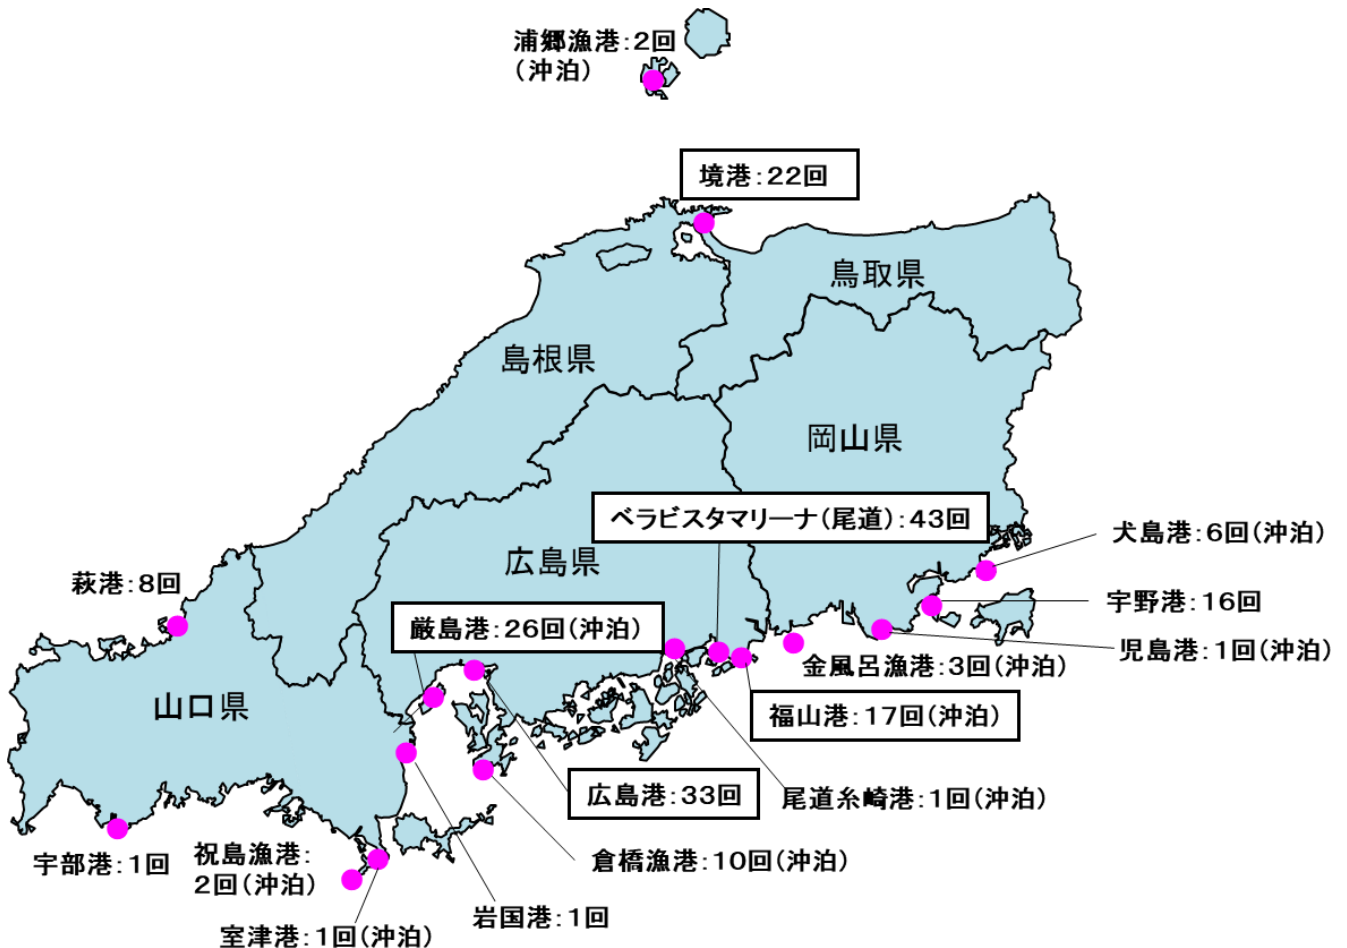 浦郷漁港:2回
(沖泊)
境港:22回
鳥取県
島根県
岡山県
ベラビスタマリーナ(尾道):43回
犬島港:6回(沖泊)
広島県
萩港:8回
宇野港:16回
厳島港:26回(沖泊)
児島港:1回(沖泊)
金風呂漁港:3回(沖泊)
山口県
福山港:17回(沖泊)
広島港:33回
尾道糸崎港:1回(沖泊)
宇部港:1回
祝島漁港:
2回(沖泊)
倉橋漁港:10回(沖泊)
岩国港:1回
室津港:1回(沖泊)